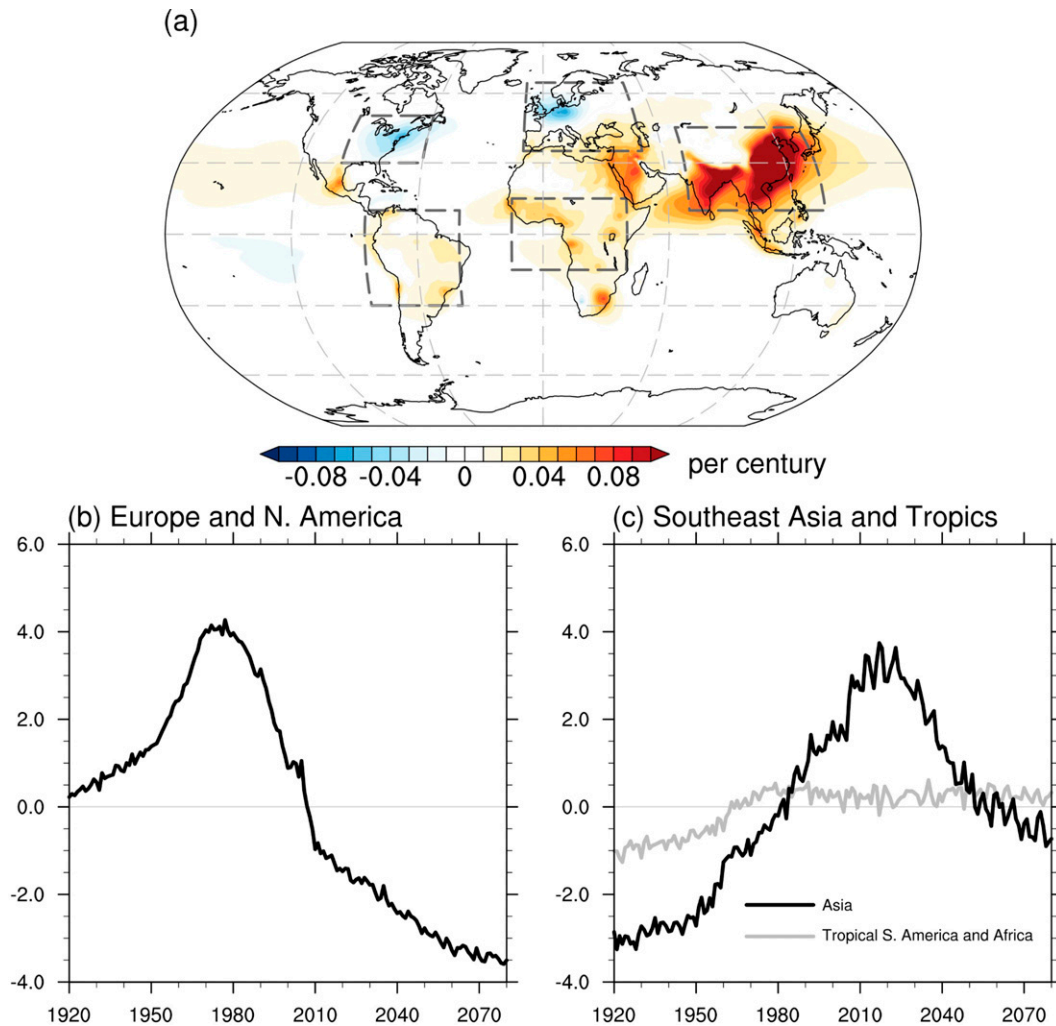 (a)
-0.08 -0.04 0 0.04 0.08 per century
(b) Europe and N. America
6.0
4.0
2.0
0.0
-2.0
-4.0
1920 1950 1980 2010 2040 2070
(c) Southeast Asia and Tropics
6.0
4.0
2.0
0.0
-2.0
-4.0
Asia
Tropical S. America and Africa
1920 1950 1980 2010 2040 2070